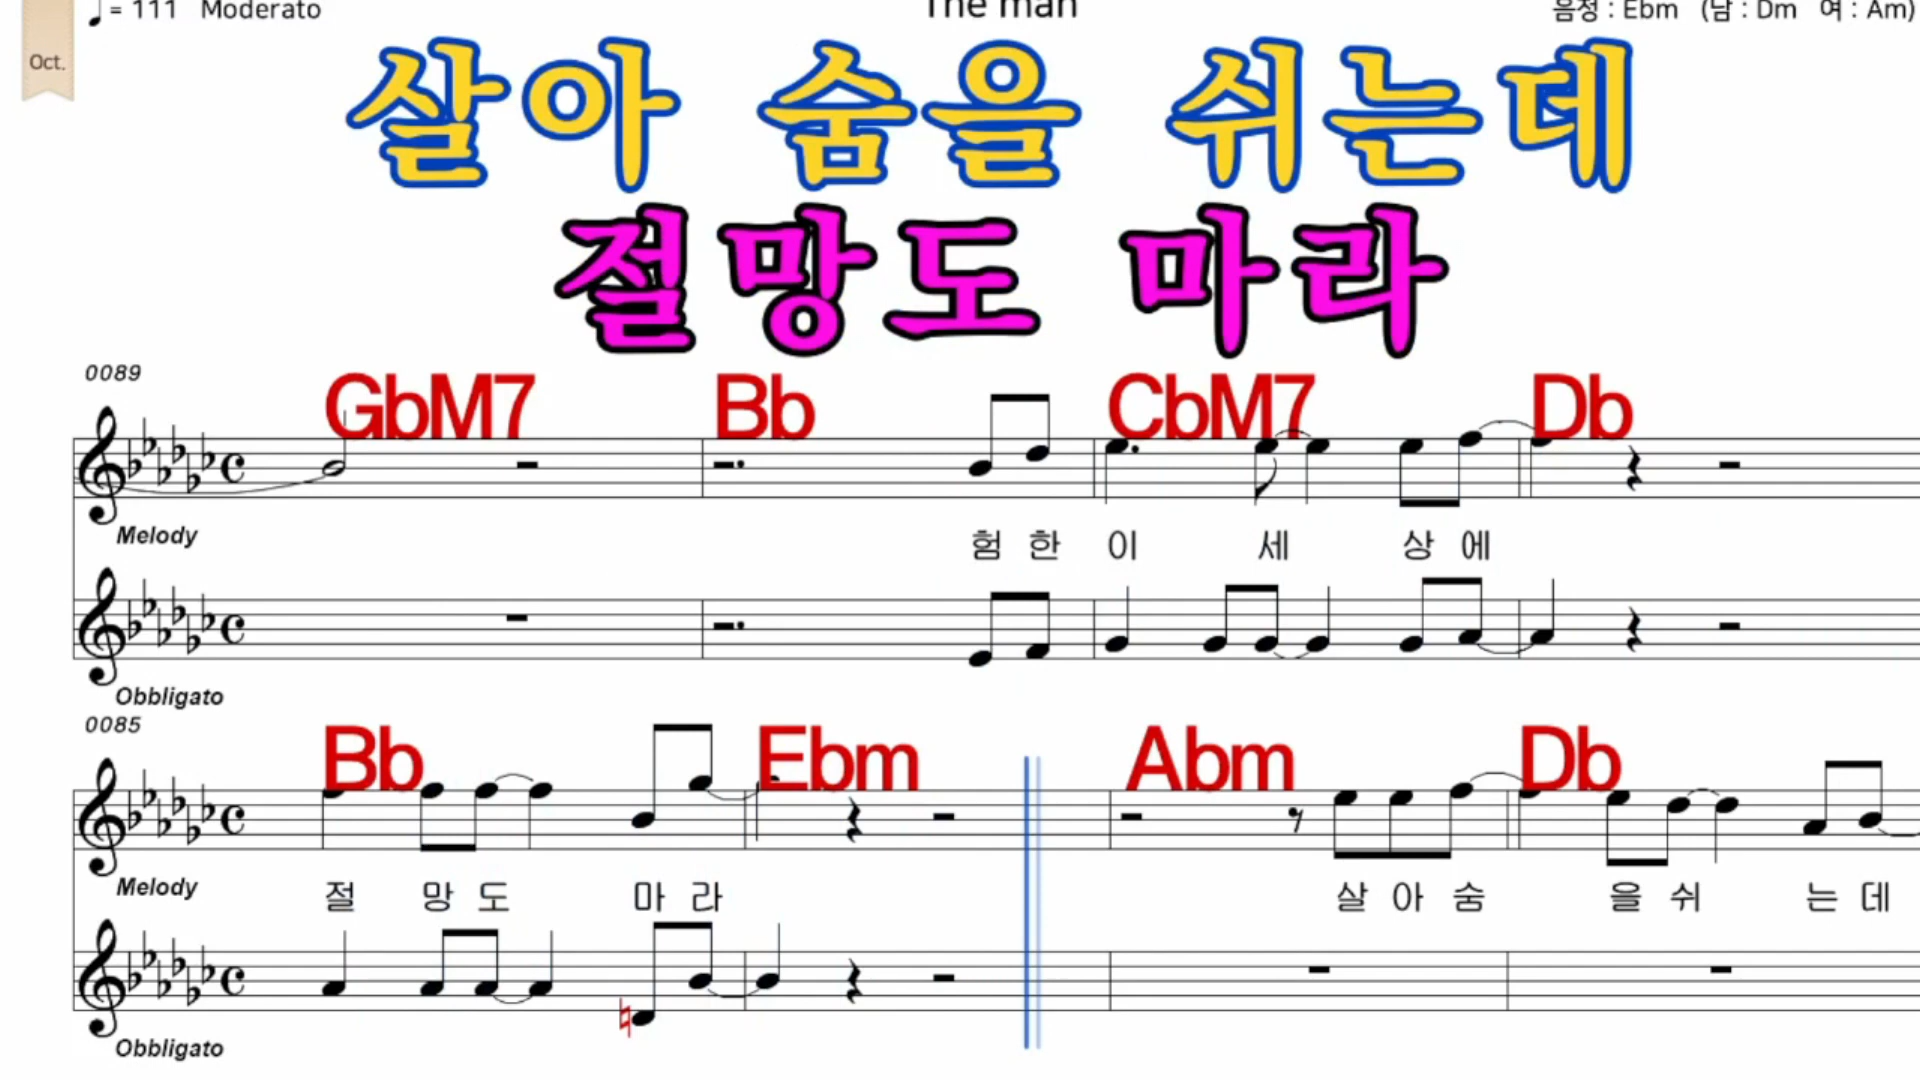 ♩= 111 Moderato
The man
음정 : Ebm (남 : Dm 여 : Am)
Oct.
살아 숨을 쉬는데
절망도 마라
0089
GbM7 Bb CbM7 Db
Melody
험 한 이 세 상 에
Obbligato
0085
Bb Ebm Abm Db
Melody
절 망 도 마 라 살 아 숨 을 쉬 는 데
Obbligato